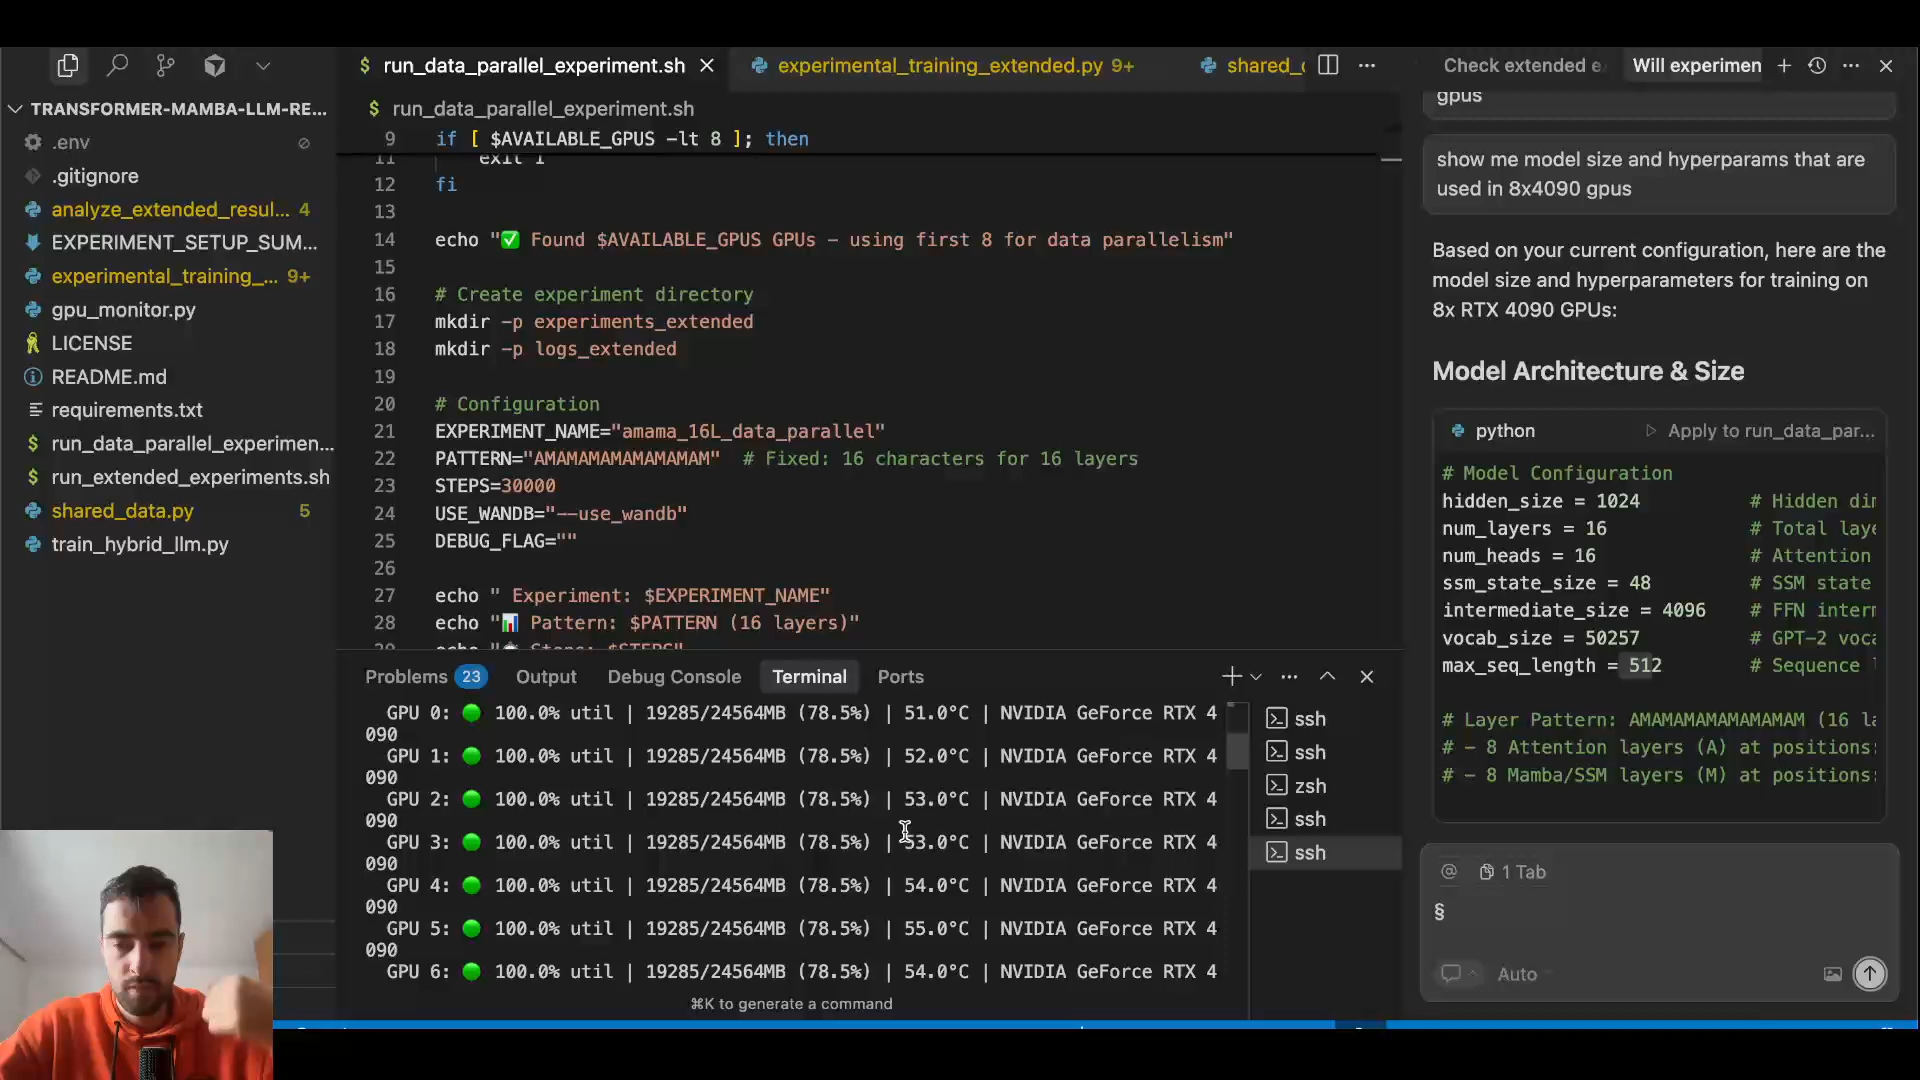 TRANSFORMER-MAMBA-LLM-RE...
.env
.gitignore
analyze_extended_resul... 4
EXPERIMENT_SETUP_SUM...
experimental_training_... 9+
gpu_monitor.py
LICENSE
README.md
requirements.txt
run_data_parallel_experimen...
run_extended_experiments.sh
shared_data.py 5
train_hybrid_llm.py
run_data_parallel_experiment.sh
experimental_training_extended.py 9+
shared_
$ run_data_parallel_experiment.sh
9 if [ $AVAILABLE_GPUS -lt 8 ]; then
11 exit 1
12 fi
13
14 echo "✅ Found $AVAILABLE_GPUS GPUs - using first 8 for data parallelism"
15
16 # Create experiment directory
17 mkdir -p experiments_extended
18 mkdir -p logs_extended
19
20 # Configuration
21 EXPERIMENT_NAME="amama_16L_data_parallel"
22 PATTERN="AMAMAMAMAMAMAMAM" # Fixed: 16 characters for 16 layers
23 STEPS=30000
24 USE_WANDB="--use_wandb"
25 DEBUG_FLAG=""
26
27 echo " Experiment: $EXPERIMENT_NAME"
28 echo "📊 Pattern: $PATTERN (16 layers)"
Problems 23 Output Debug Console Terminal Ports
GPU 0: 🟢 100.0% util | 19285/24564MB (78.5%) | 51.0°C | NVIDIA GeForce RTX 4
090
GPU 1: 🟢 100.0% util | 19285/24564MB (78.5%) | 52.0°C | NVIDIA GeForce RTX 4
090
GPU 2: 🟢 100.0% util | 19285/24564MB (78.5%) | 53.0°C | NVIDIA GeForce RTX 4
090
GPU 3: 🟢 100.0% util | 19285/24564MB (78.5%) | 53.0°C | NVIDIA GeForce RTX 4
090
GPU 4: 🟢 100.0% util | 19285/24564MB (78.5%) | 54.0°C | NVIDIA GeForce RTX 4
090
GPU 5: 🟢 100.0% util | 19285/24564MB (78.5%) | 55.0°C | NVIDIA GeForce RTX 4
090
GPU 6: 🟢 100.0% util | 19285/24564MB (78.5%) | 54.0°C | NVIDIA GeForce RTX 4
⌘K to generate a command
ssh
ssh
zsh
ssh
ssh
Check extended e
Will experimen
gpus
show me model size and hyperparams that are
used in 8x4090 gpus
Based on your current configuration, here are the
model size and hyperparameters for training on
8x RTX 4090 GPUs:
Model Architecture & Size
python Apply to run_data_par...
# Model Configuration
hidden_size = 1024 # Hidden di
num_layers = 16 # Total lay
num_heads = 16 # Attention
ssm_state_size = 48 # SSM state
intermediate_size = 4096 # FFN inter
vocab_size = 50257 # GPT-2 voca
max_seq_length = 512 # Sequence
# Layer Pattern: AMAMAMAMAMAMAMAM (16 la
# - 8 Attention layers (A) at positions:
# - 8 Mamba/SSM layers (M) at positions:
@ 1 Tab
§
Auto